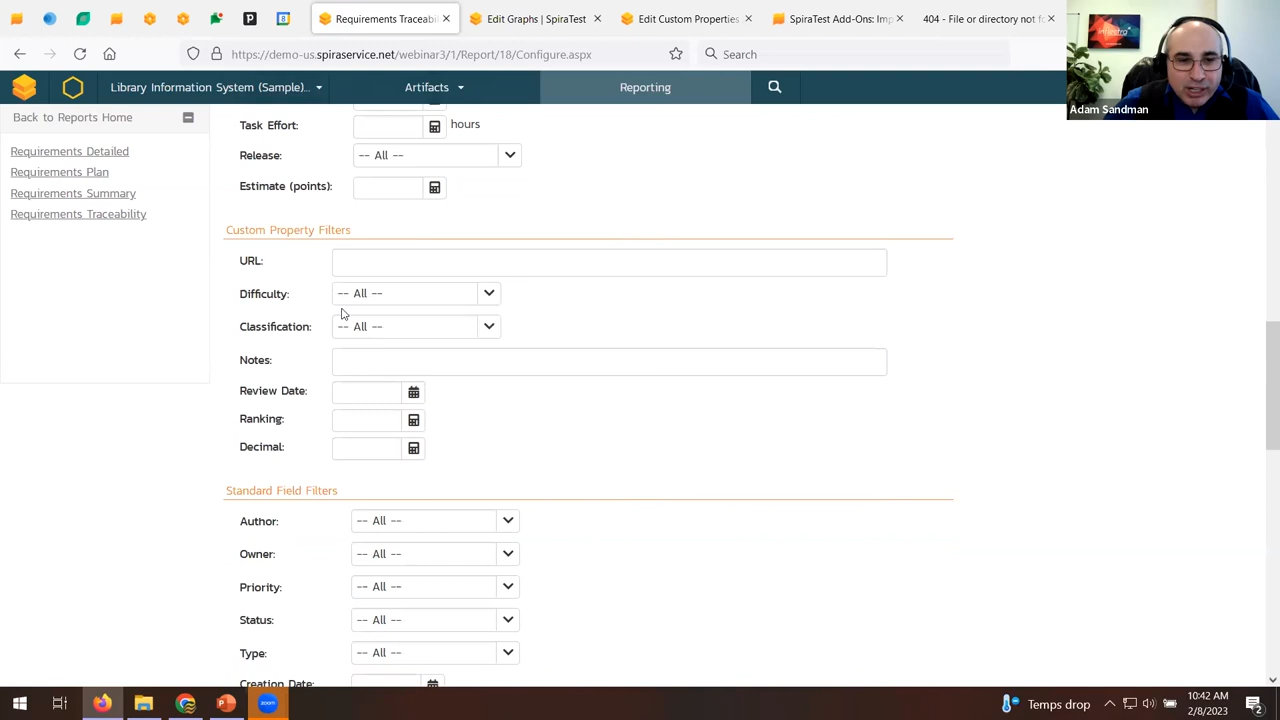 Requirements Traceabili
Edit Graphs | SpiraTest
Edit Custom Properties
SpiraTest Add-Ons: Imp
404 - File or directory not fo
https://demo-us.spiraservice.net/
/1/Report/18/Configure.aspx
Search
inflectra
Adam Sandman
Library Information System (Sample)...
Artifacts
Reporting
Back to Reports Home
Requirements Detailed
Requirements Plan
Requirements Summary
Requirements Traceability
Task Effort:
hours
Release:
-- All --
Estimate (points):
Custom Property Filters
URL:
Difficulty:
-- All --
Classification:
-- All --
Notes:
Review Date:
Ranking:
Decimal:
Standard Field Filters
Author:
-- All --
Owner:
-- All --
Priority:
-- All --
Status:
-- All --
Type:
-- All --
Creation Date:
zoom
Temps drop
10:42 AM
2/8/2023
2